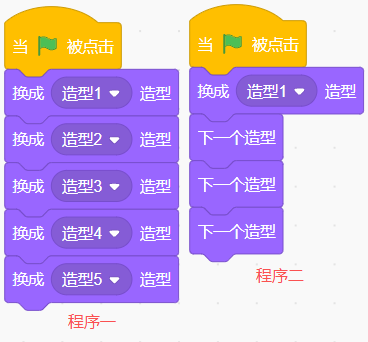 当 被点击
换成 造型1 造型
换成 造型2 造型
换成 造型3 造型
换成 造型4 造型
换成 造型5 造型
程序一
当 被点击
换成 造型1 造型
下一个造型
下一个造型
下一个造型
程序二